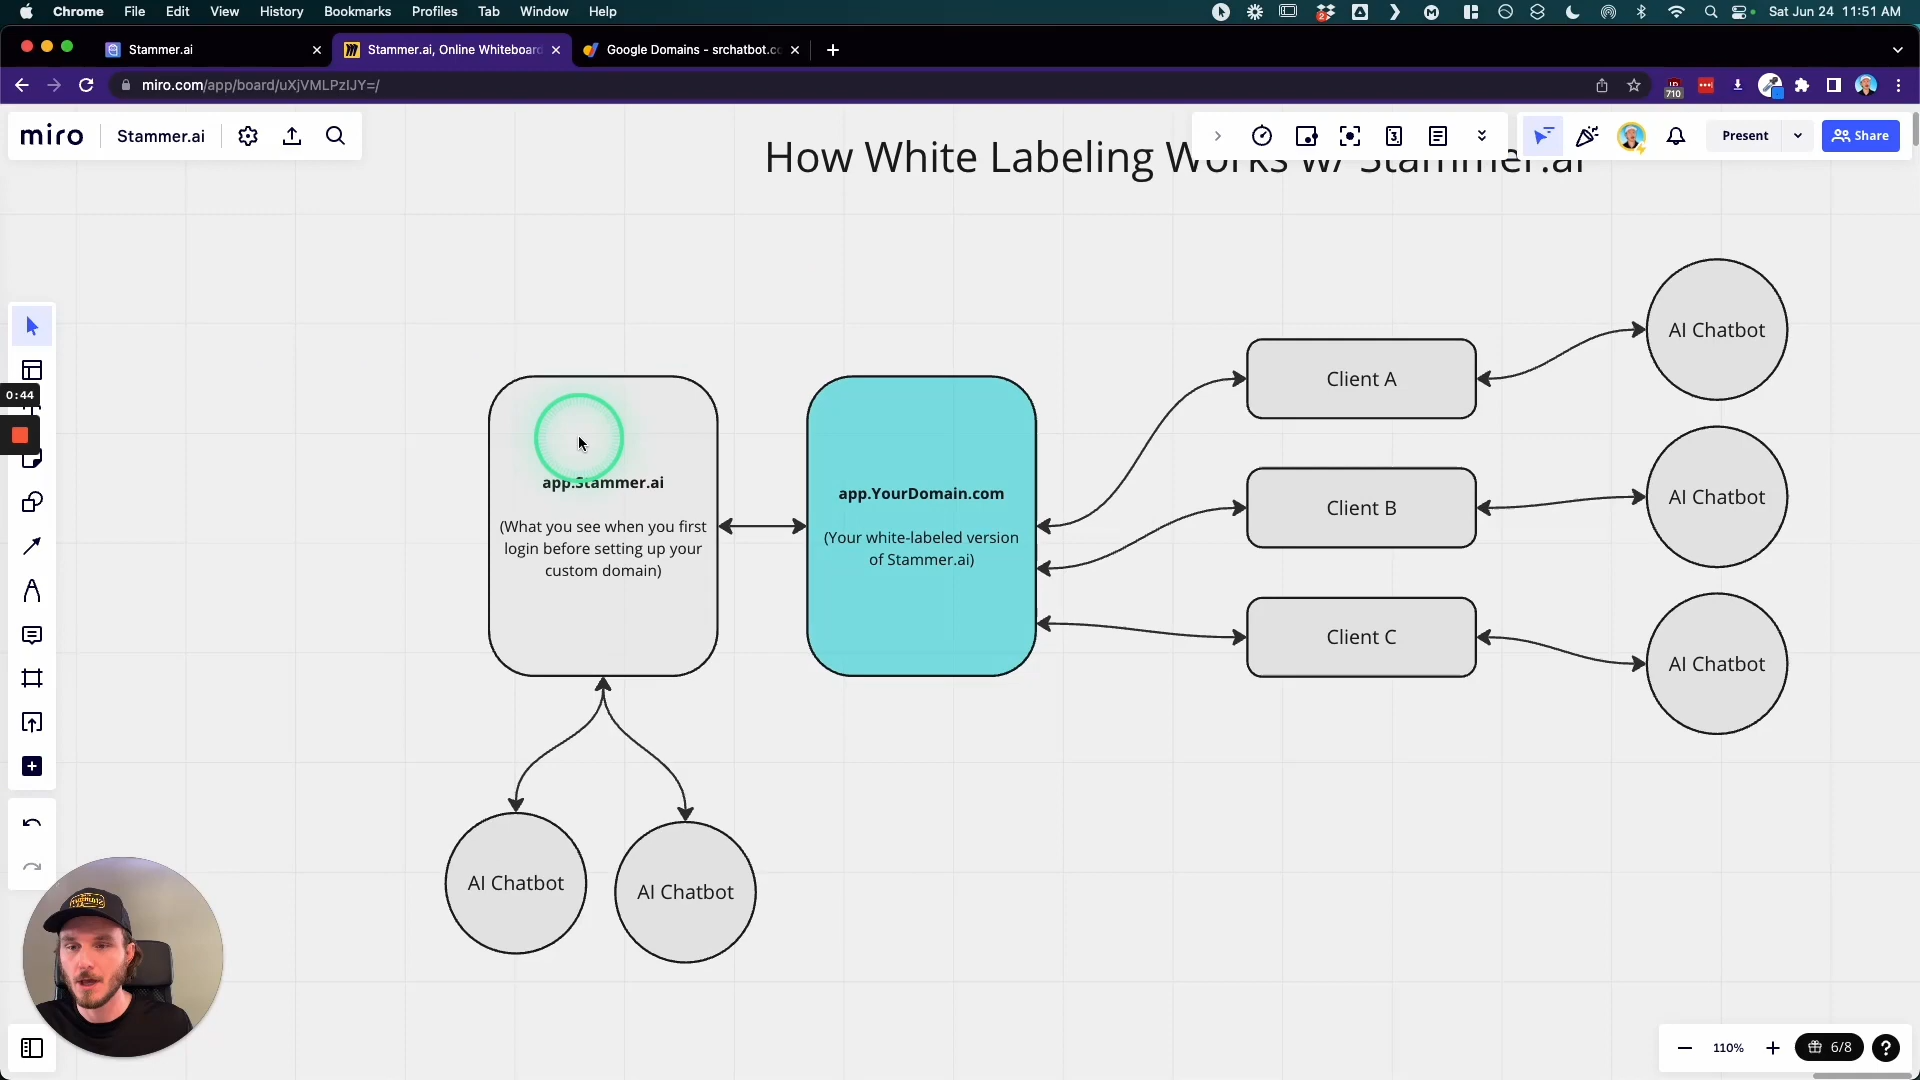 Chrome File Edit View History Bookmarks Profiles Tab Window Help
Sat Jun 24 11:51 AM
Stammer.ai
Stammer.ai, Online Whiteboard
Google Domains - srchatbot.co
miro.com/app/board/uXjVMLPzIJY=/
710
miro
Stammer.ai
Present
Share
How White Labeling Works w/ Stammer.ai
0:44
app.Stammer.ai
(What you see when you first
login before setting up your
custom domain)
app.YourDomain.com
(Your white-labeled version
of Stammer.ai)
Client A
Client B
Client C
AI Chatbot
AI Chatbot
AI Chatbot
AI Chatbot
AI Chatbot
110%
6/8